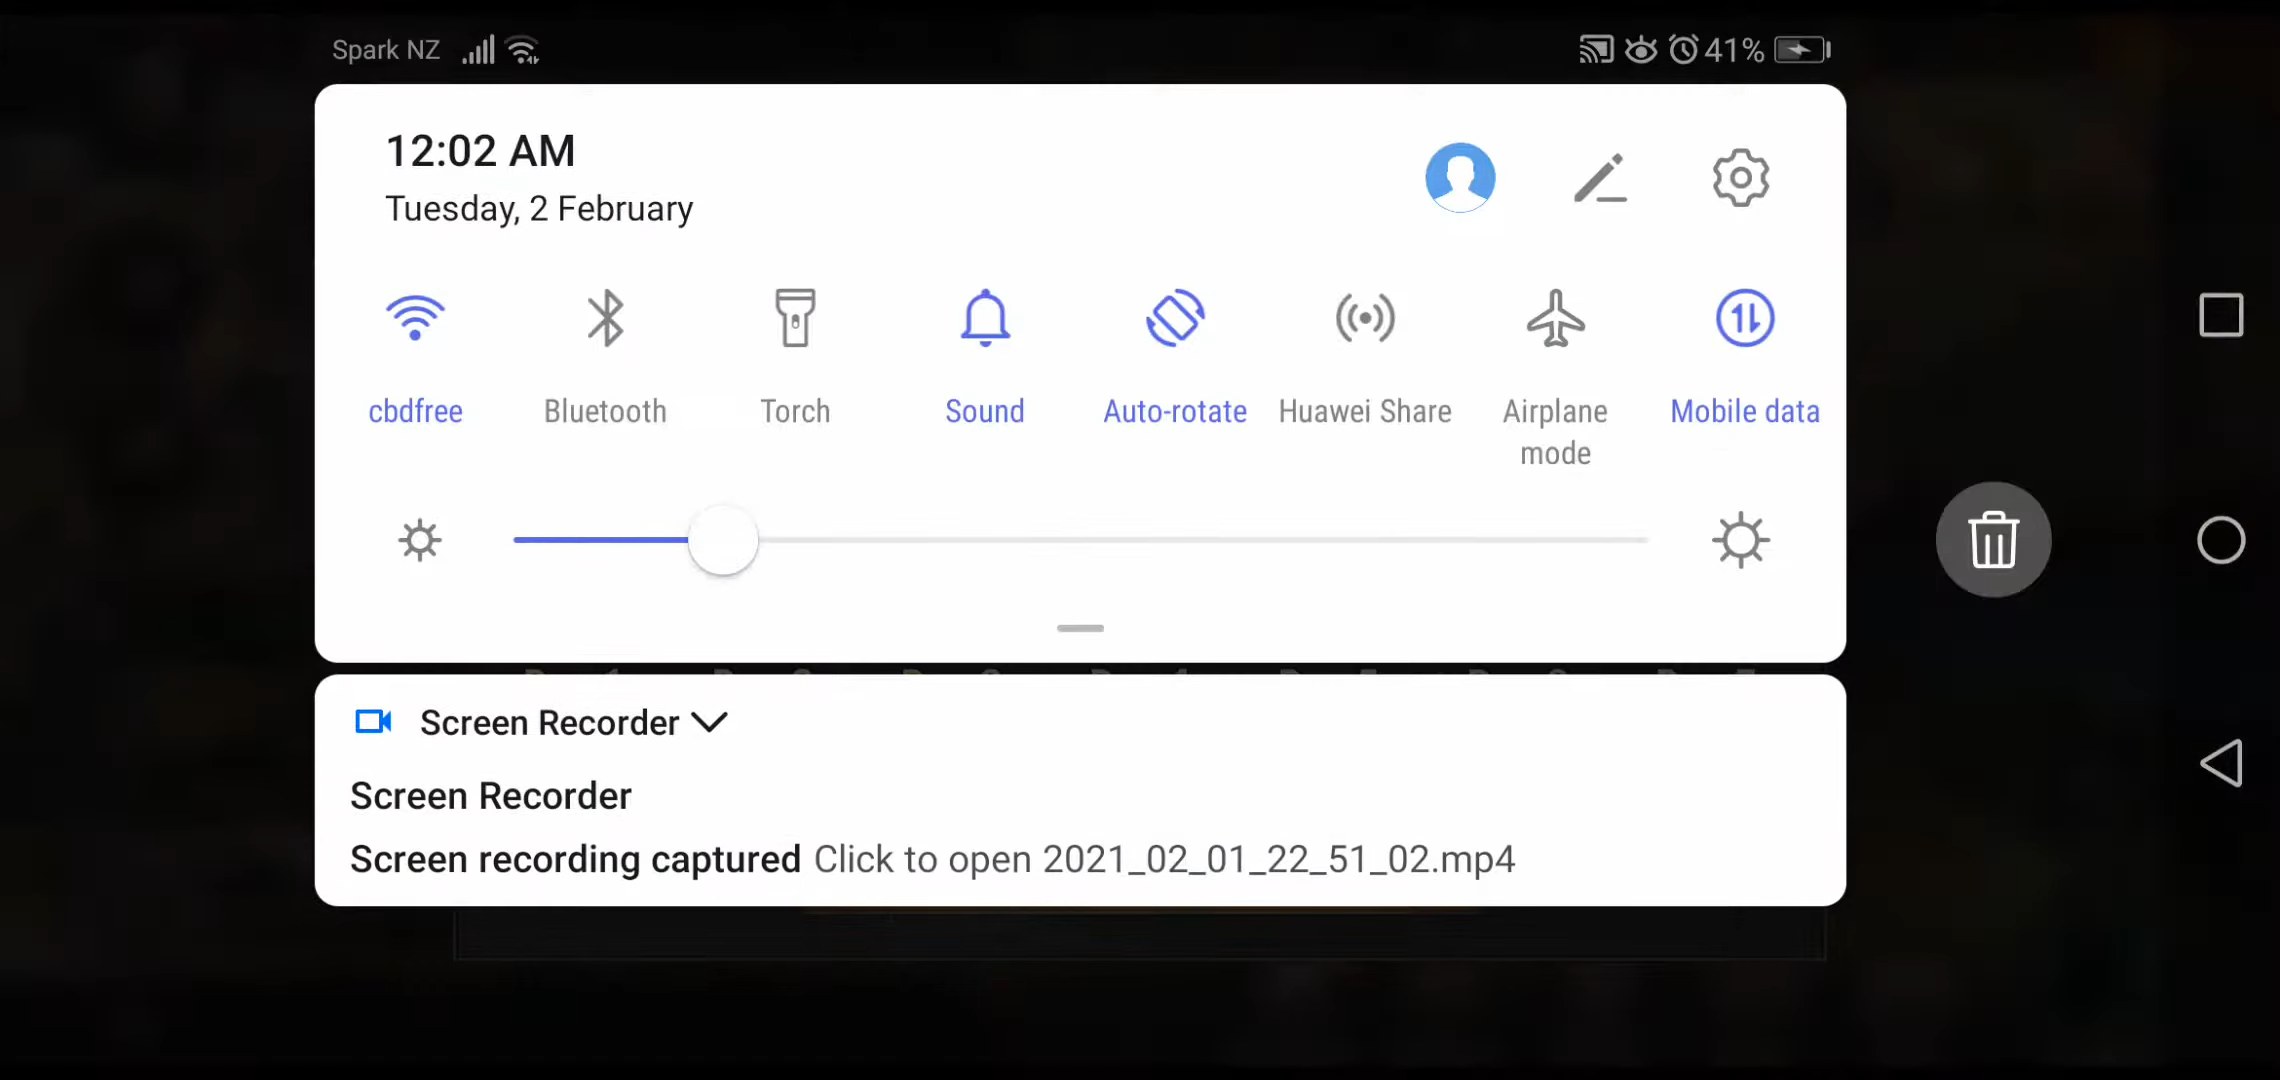 Spark NZ
41%
12:02 AM
Tuesday, 2 February
cbdfree
Bluetooth
Torch
Sound
Auto-rotate
Huawei Share
Airplane mode
Mobile data
Screen Recorder
Screen Recorder
Screen recording captured Click to open 2021_02_01_22_51_02.mp4